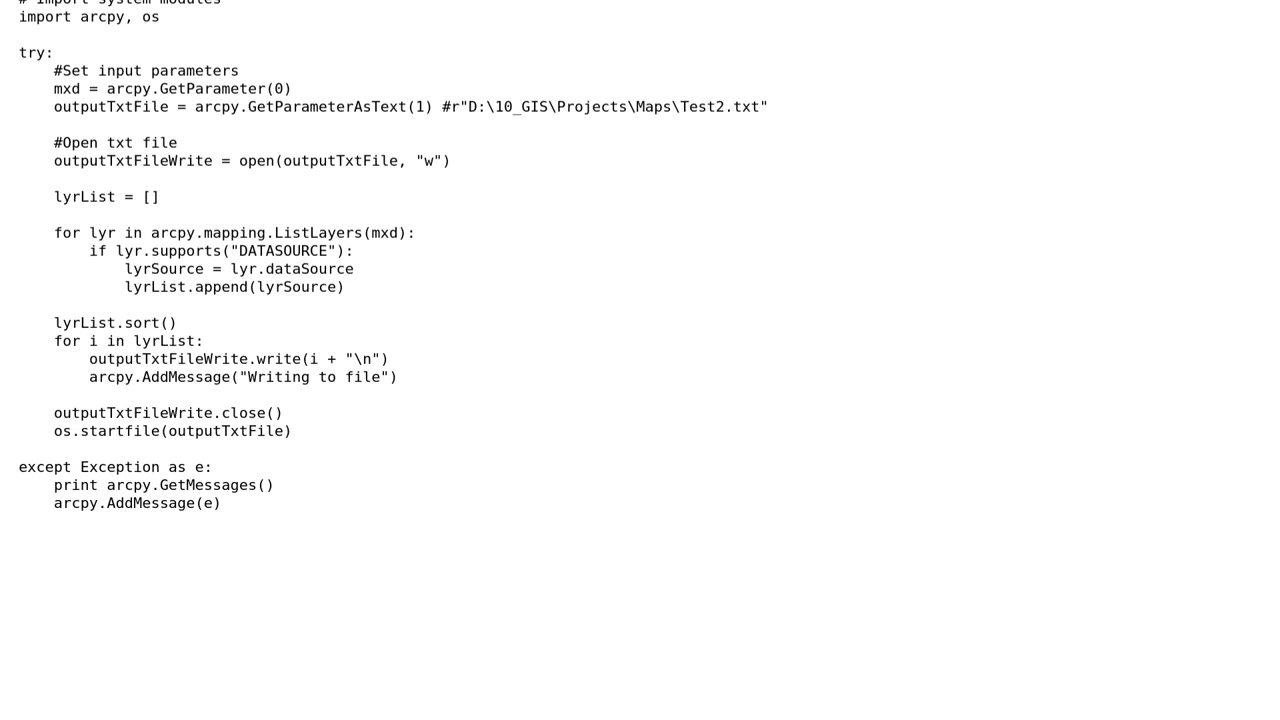 # Import system modules
import arcpy, os

try:
    #Set input parameters
    mxd = arcpy.GetParameter(0)
    outputTxtFile = arcpy.GetParameterAsText(1) #r"D:\10_GIS\Projects\Maps\Test2.txt"

    #Open txt file
    outputTxtFileWrite = open(outputTxtFile, "w")

    lyrList = []

    for lyr in arcpy.mapping.ListLayers(mxd):
        if lyr.supports("DATASOURCE"):
            lyrSource = lyr.dataSource
            lyrList.append(lyrSource)

    lyrList.sort()
    for i in lyrList:
        outputTxtFileWrite.write(i + "\n")
        arcpy.AddMessage("Writing to file")

    outputTxtFileWrite.close()
    os.startfile(outputTxtFile)

except Exception as e:
    print arcpy.GetMessages()
    arcpy.AddMessage(e)